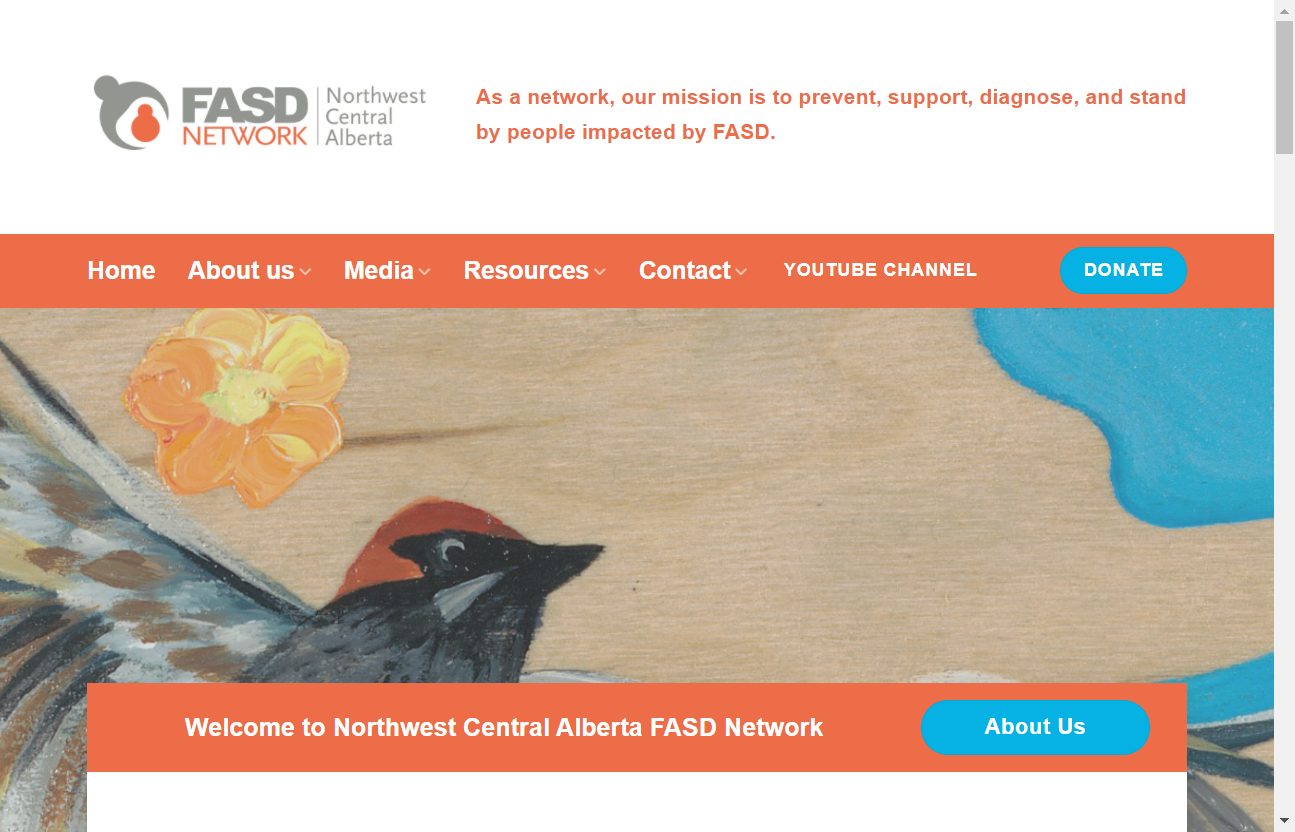 FASD
NETWORK
Northwest
Central
Alberta
As a network, our mission is to prevent, support, diagnose, and stand
by people impacted by FASD.
Home About us Media Resources Contact YOUTUBE CHANNEL DONATE
Welcome to Northwest Central Alberta FASD Network About Us